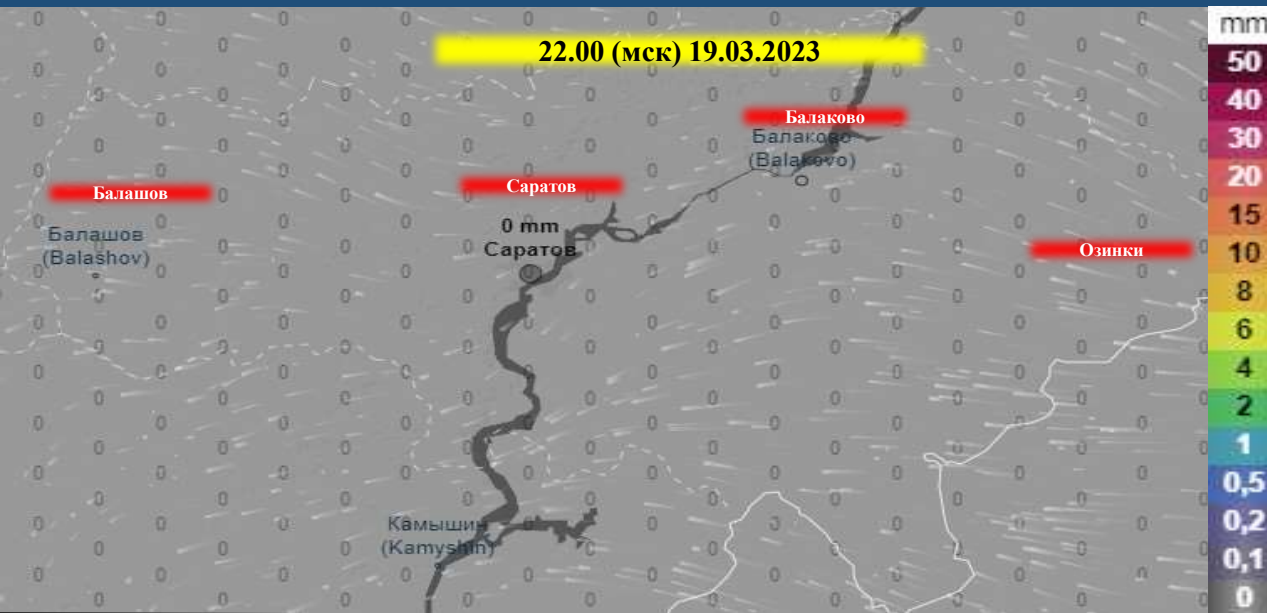 22.00 (мск) 19.03.2023
Балаково
Балаково
(Balakovo)
Балашов
Саратов
0 mm
Саратов
Балашов
(Balashov)
Озинки
Камышин
(Kamyshin)
mm
50
40
30
20
15
10
8
6
4
2
1
0,5
0,2
0,1
0